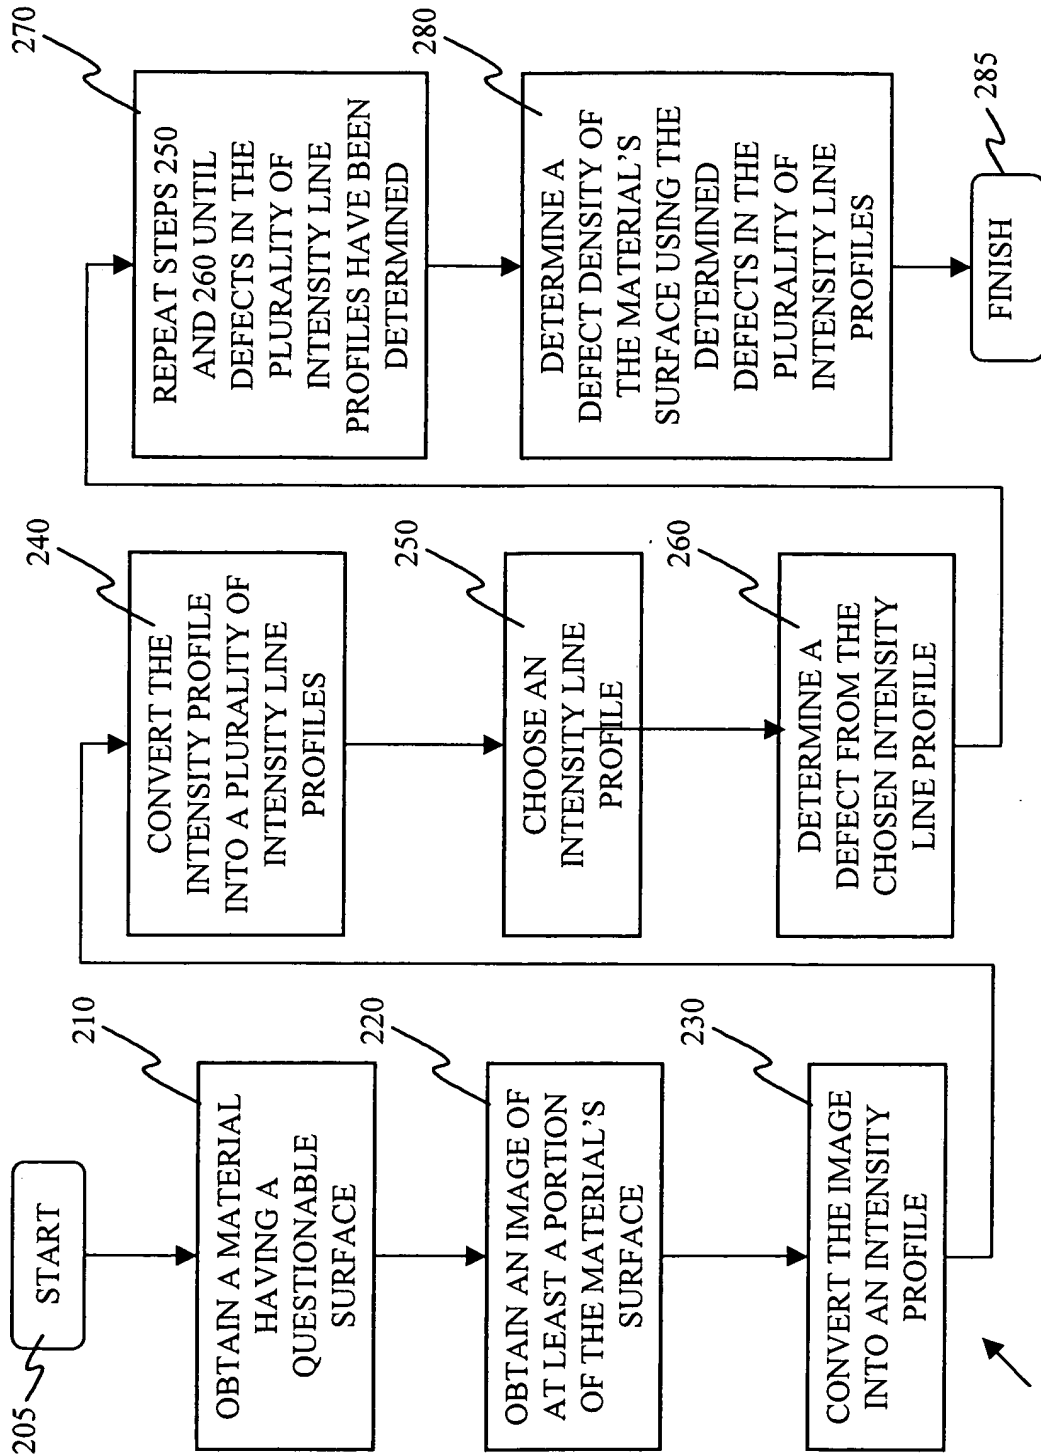 205
START
210
OBTAIN A MATERIAL
HAVING A
QUESTIONABLE
SURFACE
220
OBTAIN AN IMAGE OF
AT LEAST A PORTION
OF THE MATERIAL'S
SURFACE
230
CONVERT THE IMAGE
INTO AN INTENSITY
PROFILE
240
CONVERT THE
INTENSITY PROFILE
INTO A PLURALITY OF
INTENSITY LINE
PROFILES
250
CHOOSE AN
INTENSITY LINE
PROFILE
260
DETERMINE A
DEFECT FROM THE
CHOSEN INTENSITY
LINE PROFILE
270
REPEAT STEPS 250
AND 260 UNTIL
DEFECTS IN THE
PLURALITY OF
INTENSITY LINE
PROFILES HAVE BEEN
DETERMINED
280
DETERMINE A
DEFECT DENSITY OF
THE MATERIAL'S
SURFACE USING THE
DETERMINED
DEFECTS IN THE
PLURALITY OF
INTENSITY LINE
PROFILES
285
FINISH